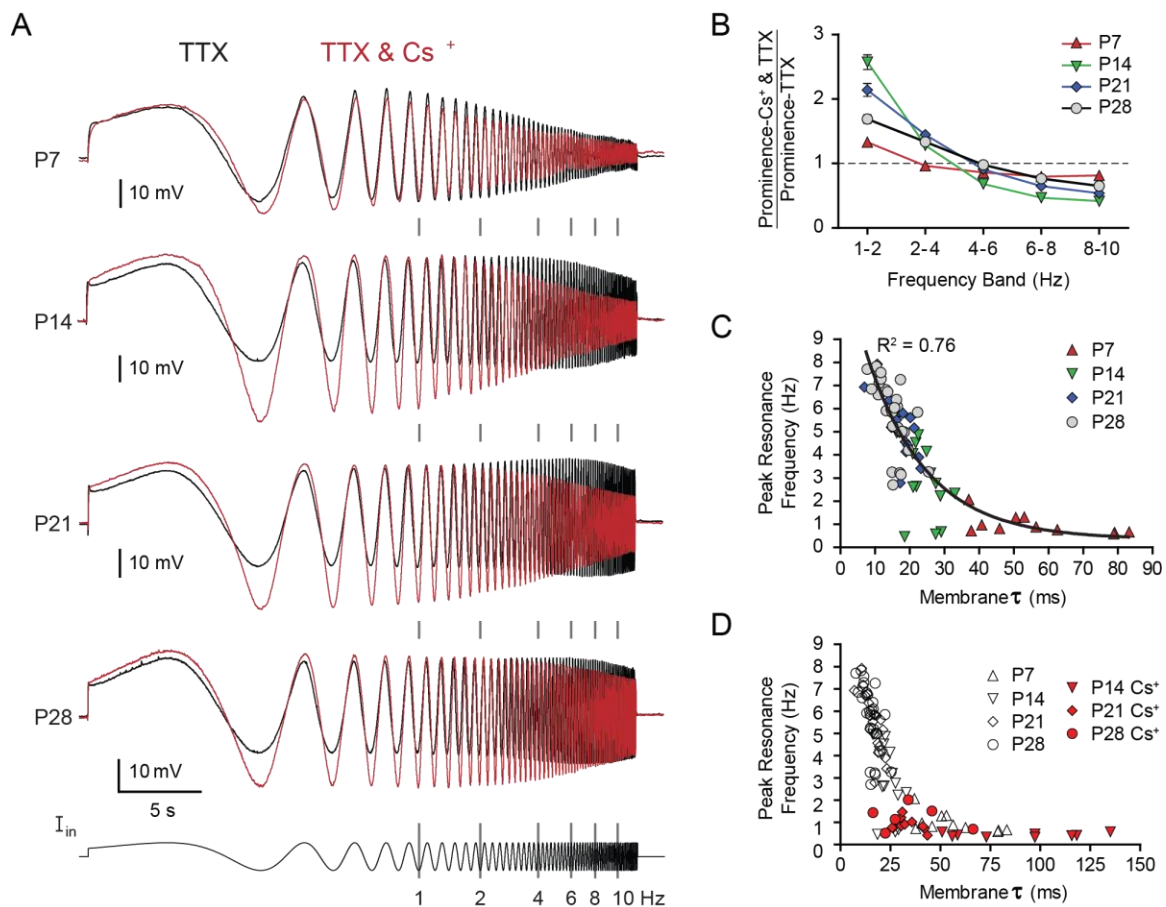 A
TTX
TTX & Cs +
P7
10 mV
P14
10 mV
P21
10 mV
P28
10 mV
5 s
Iin
1 2 4 6 8 10 Hz
B
Prominence-Cs+ & TTX
Prominence-TTX
3
2
1
0
1-2 2-4 4-6 6-8 8-10
Frequency Band (Hz)
P7
P14
P21
P28
C
Peak Resonance
Frequency (Hz)
R² = 0.76
9
8
7
6
5
4
3
2
1
0
0 10 20 30 40 50 60 70 80 90
Membrane τ (ms)
P7
P14
P21
P28
D
Peak Resonance
Frequency (Hz)
9
8
7
6
5
4
3
2
1
0
0 25 50 75 100 125 150
Membrane τ (ms)
P7
P14
P21
P28
P14 Cs+
P21 Cs+
P28 Cs+